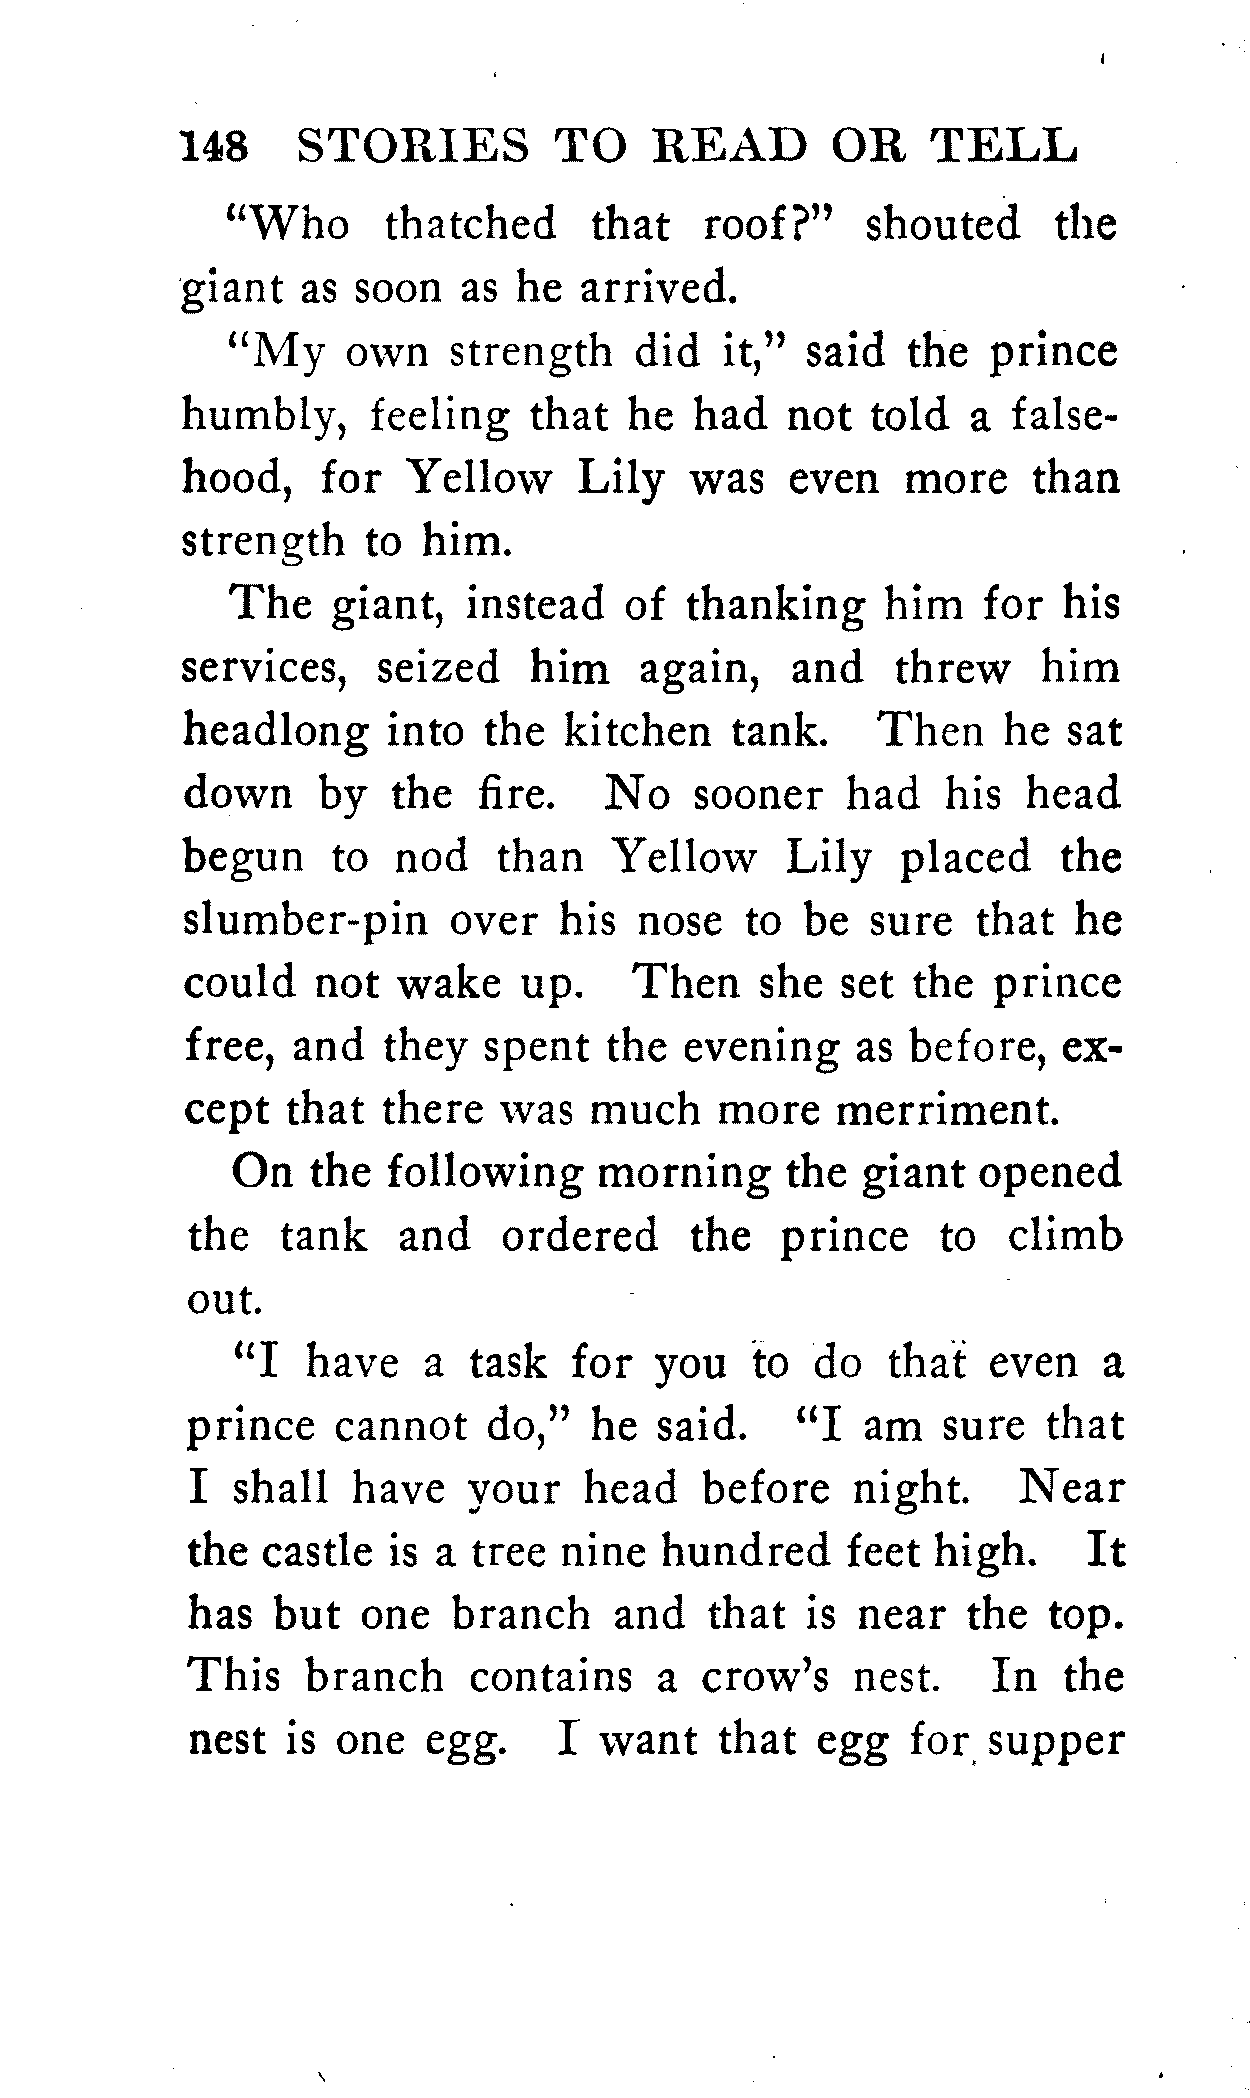 148 STORIES TO READ OR TELL
“Who thatched that roof?” shouted the
giant as soon as he arrived.
“My own strength did it,” said the prince
humbly, feeling that he had not told a false-
hood, for Yellow Lily was even more than
strength to him.
The giant, instead of thanking him for his
services, seized him again, and threw him
headlong into the kitchen tank. Then he sat
down by the fire. No sooner had his head
begun to nod than Yellow Lily placed the
slumber-pin over his nose to be sure that he
could not wake up. Then she set the prince
free, and they spent the evening as before, ex-
cept that there was much more merriment.
On the following morning the giant opened
the tank and ordered the prince to climb
out.
“I have a task for you to do that even a
prince cannot do,” he said. “I am sure that
I shall have your head before night. Near
the castle is a tree nine hundred feet high. It
has but one branch and that is near the top.
This branch contains a crow’s nest. In the
nest is one egg. I want that egg for supper